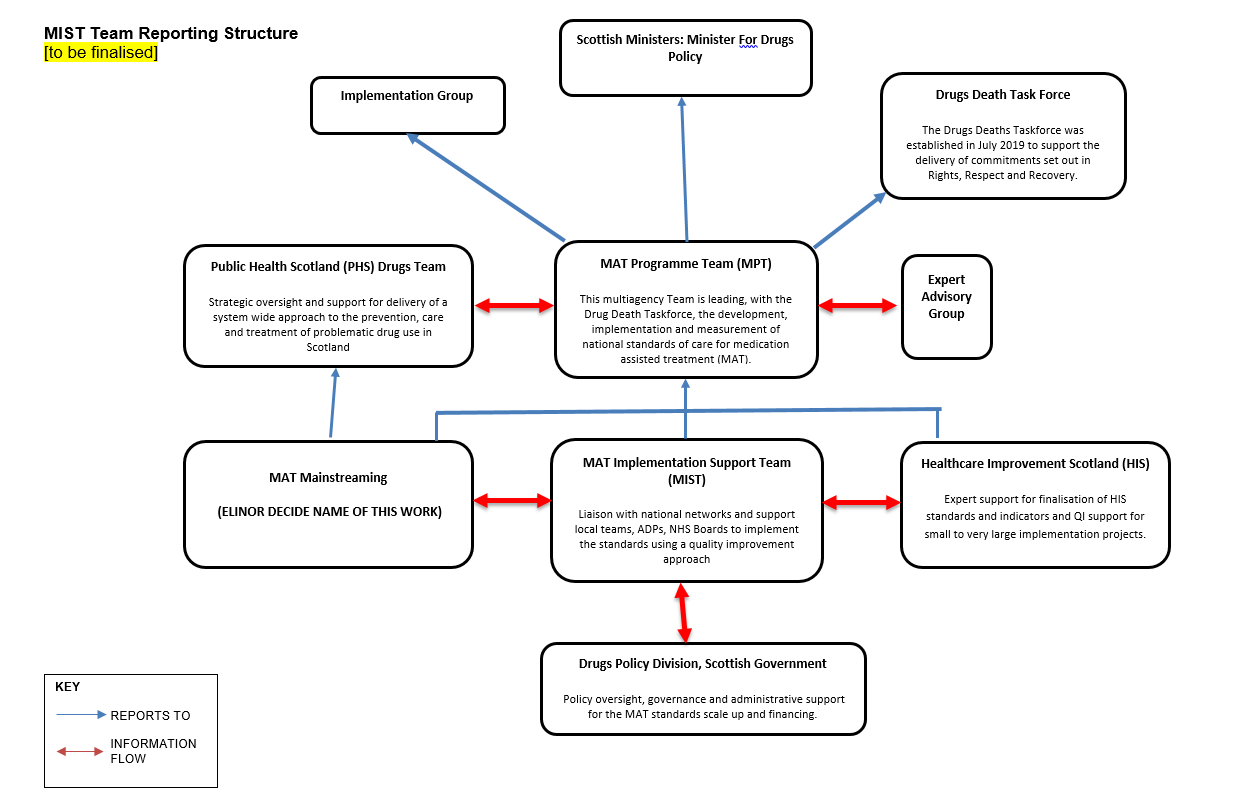 MIST Team Reporting Structure
[to be finalised]
Scottish Ministers: Minister For Drugs
Policy
Implementation Group
Drugs Death Task Force
The Drugs Deaths Taskforce was
established in July 2019 to support the
delivery of commitments set out in
Rights, Respect and Recovery.
Public Health Scotland (PHS) Drugs Team
Strategic oversight and support for delivery of a
system wide approach to the prevention, care
and treatment of problematic drug use in
Scotland
MAT Programme Team (MPT)
This multiagency Team is leading, with the
Drug Death Taskforce, the development,
implementation and measurement of
national standards of care for medication
assisted treatment (MAT).
Expert
Advisory
Group
MAT Mainstreaming
(ELINOR DECIDE NAME OF THIS WORK)
MAT Implementation Support Team
(MIST)
Liaison with national networks and support
local teams, ADPs, NHS Boards to implement
the standards using a quality improvement
approach
Healthcare Improvement Scotland (HIS)
Expert support for finalisation of HIS
standards and indicators and QI support for
small to very large implementation projects.
Drugs Policy Division, Scottish Government
Policy oversight, governance and administrative support
for the MAT standards scale up and financing.
KEY
REPORTS TO
INFORMATION
FLOW